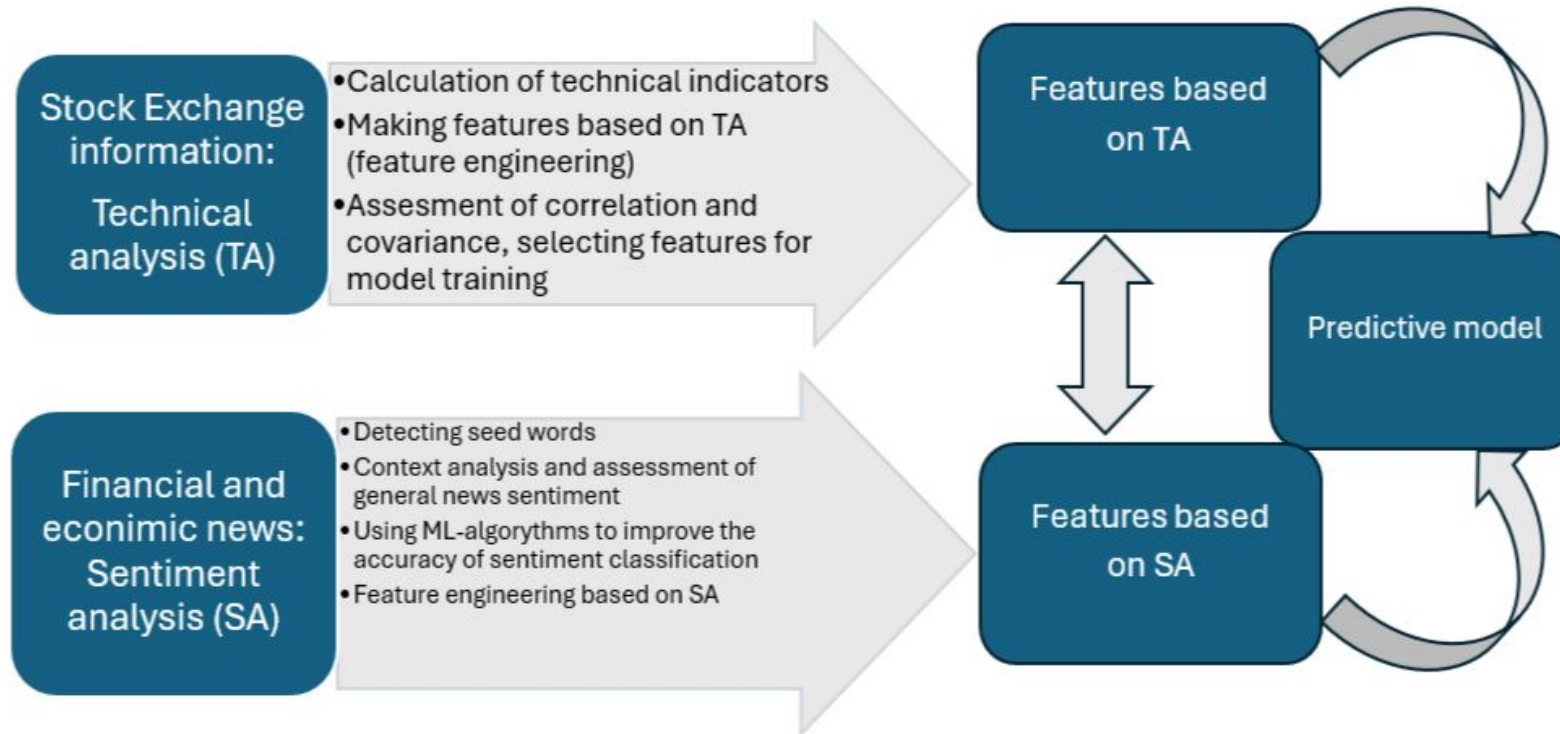 Stock Exchange
information:
Technical
analysis (TA)
•Calculation of technical indicators
•Making features based on TA
(feature engineering)
•Assesment of correlation and
covariance, selecting features for
model training
Features based
on TA
Predictive model
Financial and
econimic news:
Sentiment
analysis (SA)
•Detecting seed words
•Context analysis and assessment of
general news sentiment
•Using ML-algorythms to improve the
accuracy of sentiment classification
•Feature engineering based on SA
Features based
on SA